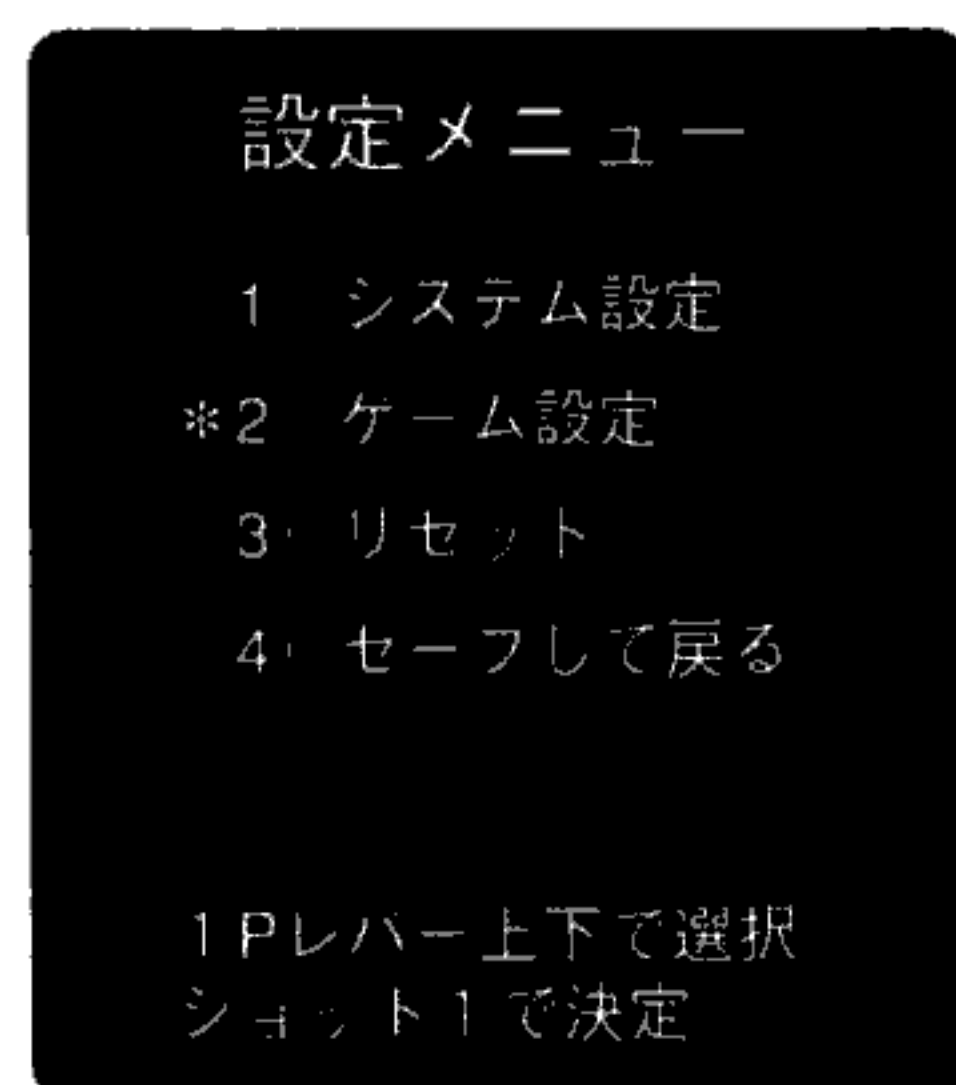 設定メニュー
1 システム設定
*2 ゲーム設定
3 リセット
4 セーブして戻る
1Pレバー上下で選択
ショット1で決定